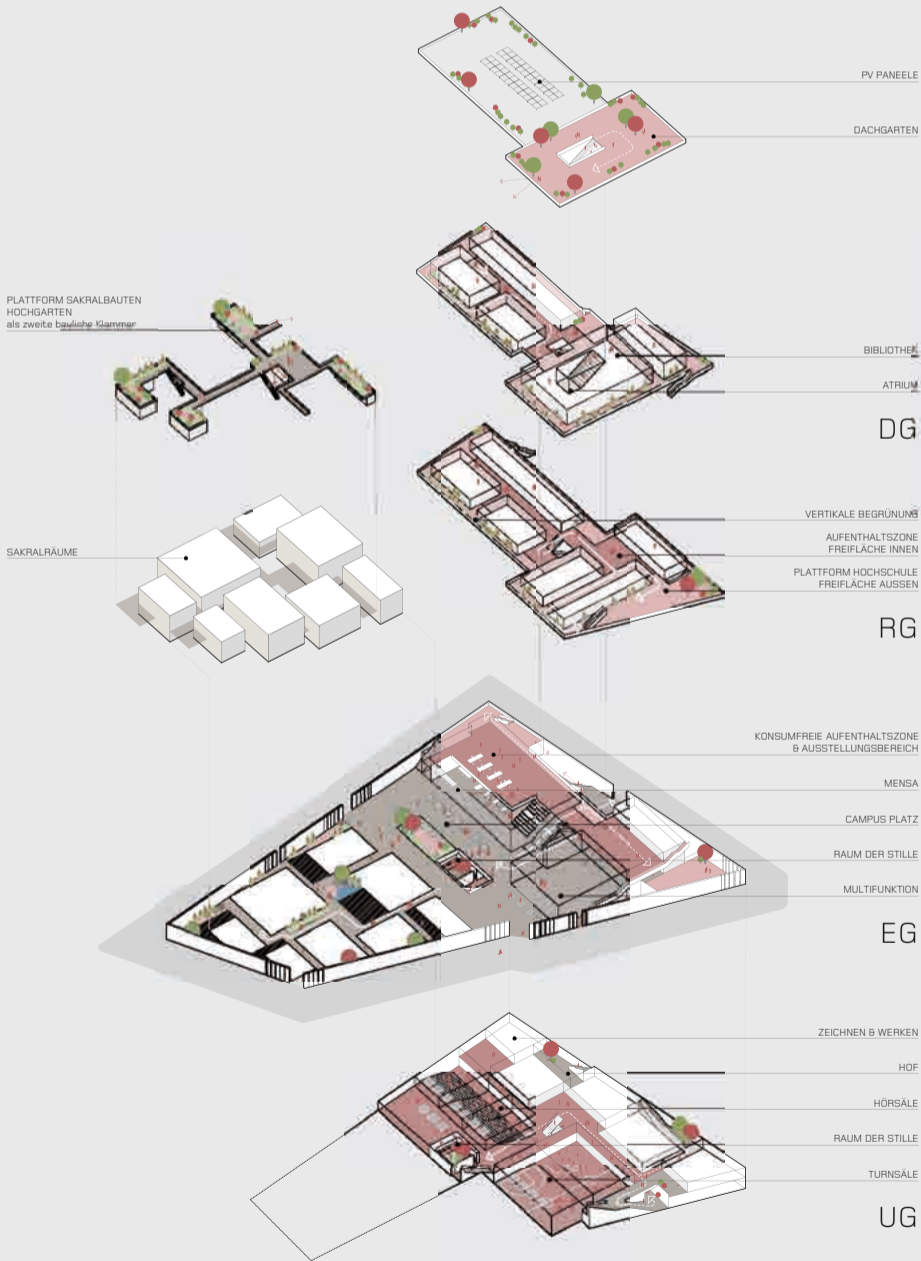 PV PANEELE
DACHGARTEN
PLATTFORM SAKRALBAUTEN
HOCHGARTEN
als zweite bauliche Klammer
BIBLIOTHEK
ATRIUM
DG
VERTIKALE BEGRÜNUNG
AUFENTHALTSZONE
FREIFLÄCHE INNEN
PLATTFORM HOCHSCHULE
FREIFLÄCHE AUSSEN
RG
SAKRALRÄUME
KONSUMFREIE AUFENTHALTSZONE
& AUSSTELLUNGSBEREICH
MENSA
CAMPUS PLATZ
RAUM DER STILLE
MULTIFUNKTION
EG
ZEICHNEN & WERKEN
HOF
HÖRSÄLE
RAUM DER STILLE
TURNSÄLE
UG